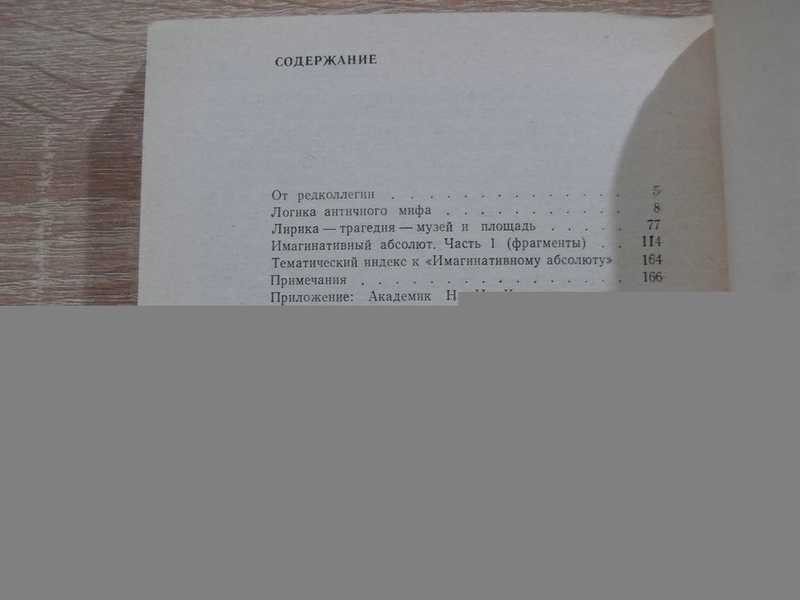 СОДЕРЖАНИЕ
От редколлегии . . . . . . . . . . . . . . . 5
Логика античного мифа . . . . . . . . . . . . 8
Лирика — трагедия — музей и площадь . . . . . 77
Имагинативный абсолют. Часть I (фрагменты) . . 114
Тематический индекс к «Имагинативному абсолюту» 164
Примечания . . . . . . . . . . . . . . . . . 166
Приложение: Академик